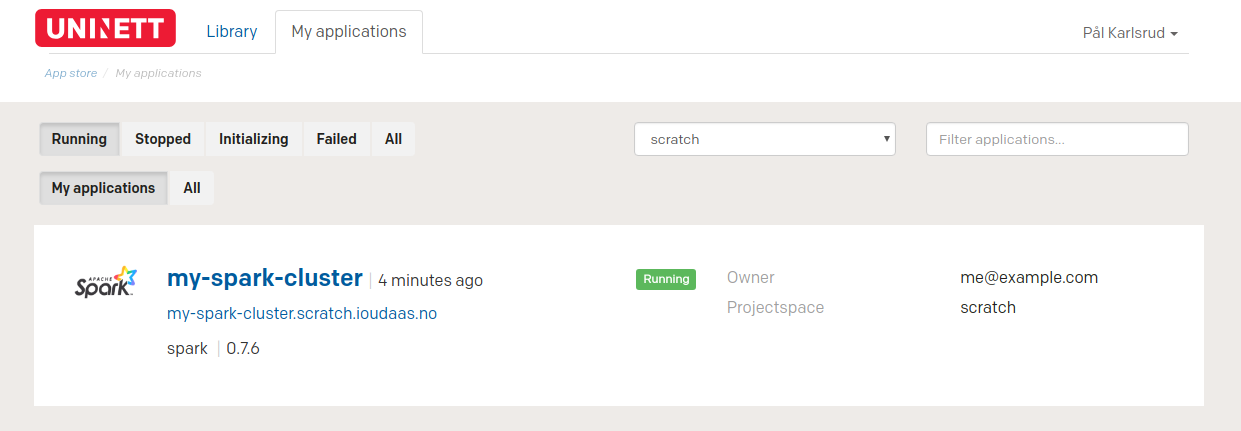 UNINETT Library My applications Pål Karlsrud
App store / My applications
Running Stopped Initializing Failed All scratch Filter applications...
My applications All
APACHE Spark my-spark-cluster | 4 minutes ago Running Owner me@example.com
my-spark-cluster.scratch.ioudaas.no Projectspace scratch
spark | 0.7.6